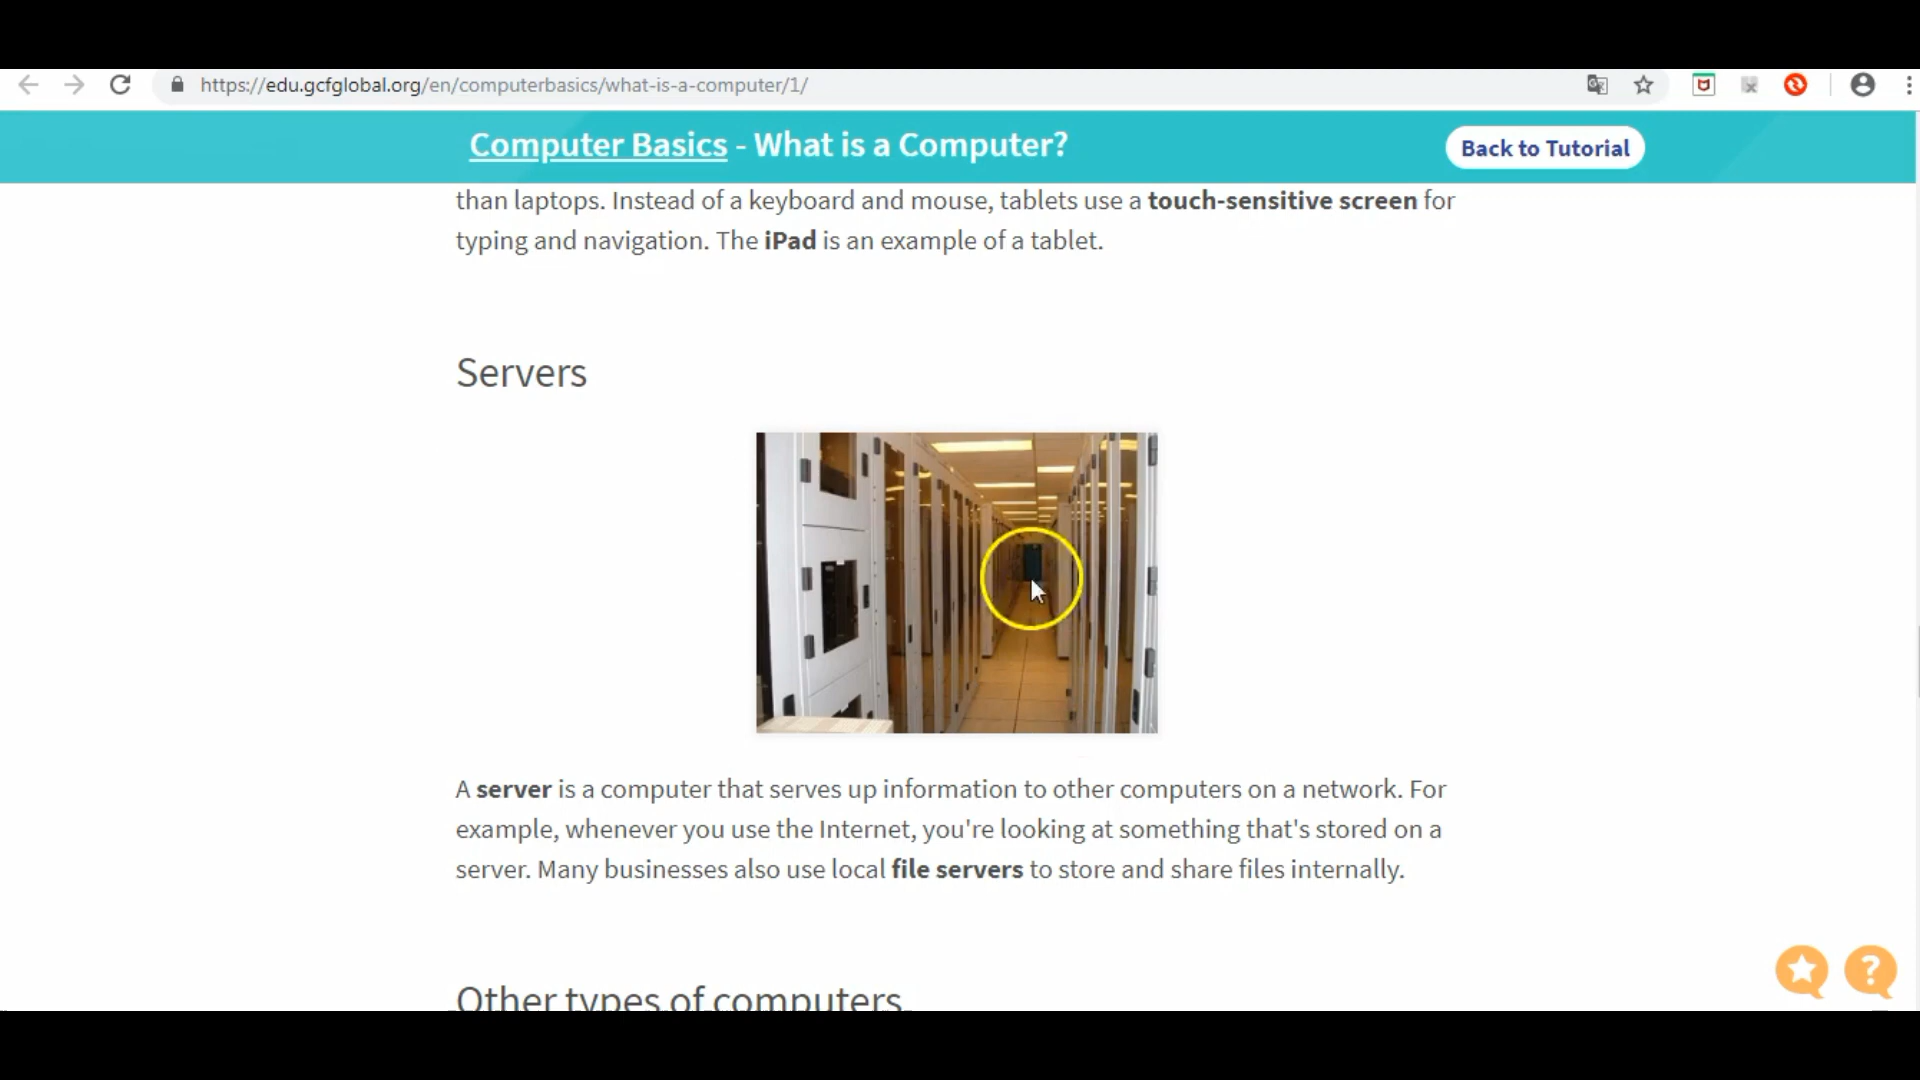 https://edu.gcfglobal.org/en/computerbasics/what-is-a-computer/1/
Computer Basics - What is a Computer?
Back to Tutorial
than laptops. Instead of a keyboard and mouse, tablets use a touch-sensitive screen for
typing and navigation. The iPad is an example of a tablet.
Servers
A server is a computer that serves up information to other computers on a network. For
example, whenever you use the Internet, you're looking at something that's stored on a
server. Many businesses also use local file servers to store and share files internally.
Other types of computers